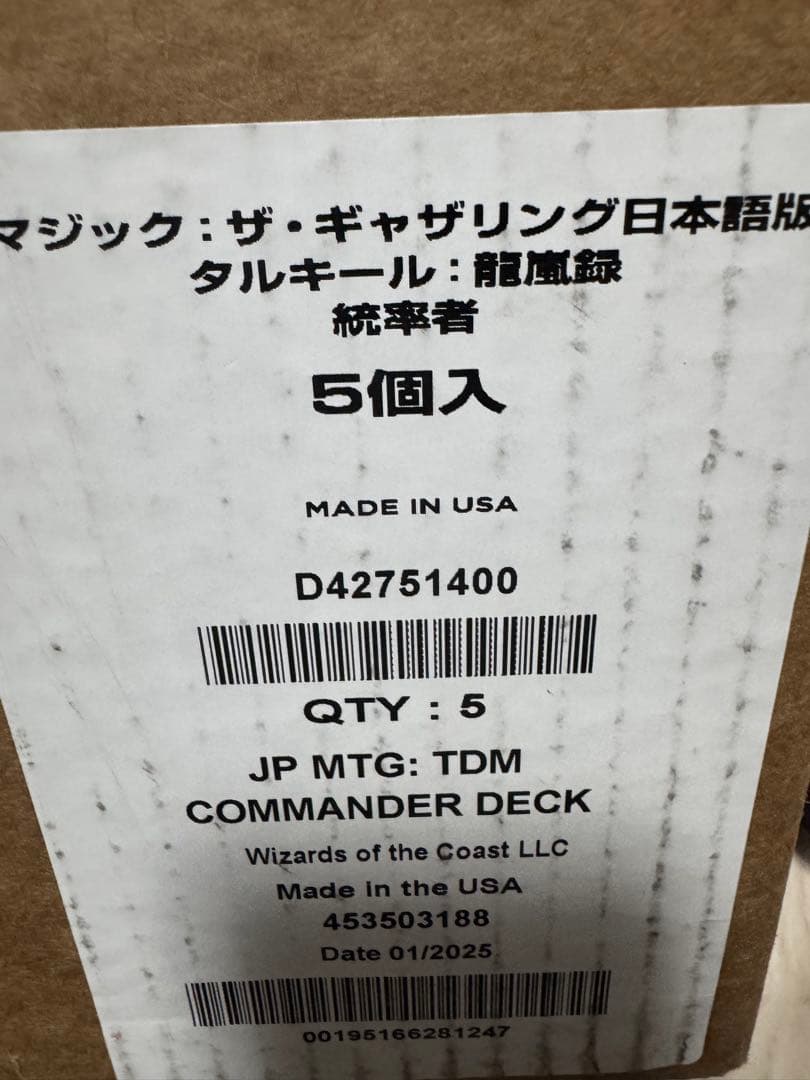 マジック：ザ・ギャザリング日本語版
タルキール：龍嵐録
統率者
5個入
MADE IN USA
D42751400
QTY : 5
JP MTG: TDM
COMMANDER DECK
Wizards of the Coast LLC
Made in the USA
453503188
Date 01/2025
00195166281247